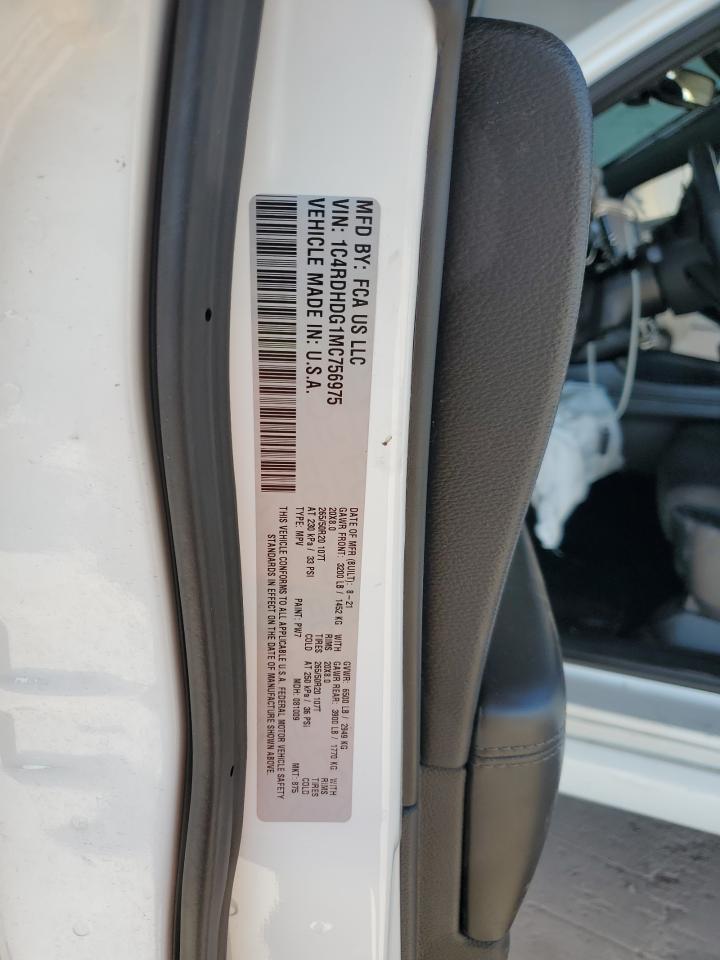 MFD BY: FCA US LLC
VIN: 1C4RDHDG1MC756975
VEHICLE MADE IN: U.S.A.
DATE OF MFR (BUILT): 8-21 GVWR: 6500 LB / 2949 KG
GAWR FRONT: 3200 LB / 1452 KG WITH GAWR REAR: 3900 LB / 1770 KG WITH
20X8.0 RIMS 20X8.0 RIMS
265/50R20 107T TIRES 265/50R20 107T TIRES
AT 230 kPa / 33 PSI COLD AT 250 kPa / 36 PSI COLD
TYPE: MPV PAINT: PW7 MDH: 081009 MKT: 975
THIS VEHICLE CONFORMS TO ALL APPLICABLE U.S.A. FEDERAL MOTOR VEHICLE SAFETY
STANDARDS IN EFFECT ON THE DATE OF MANUFACTURE SHOWN ABOVE.